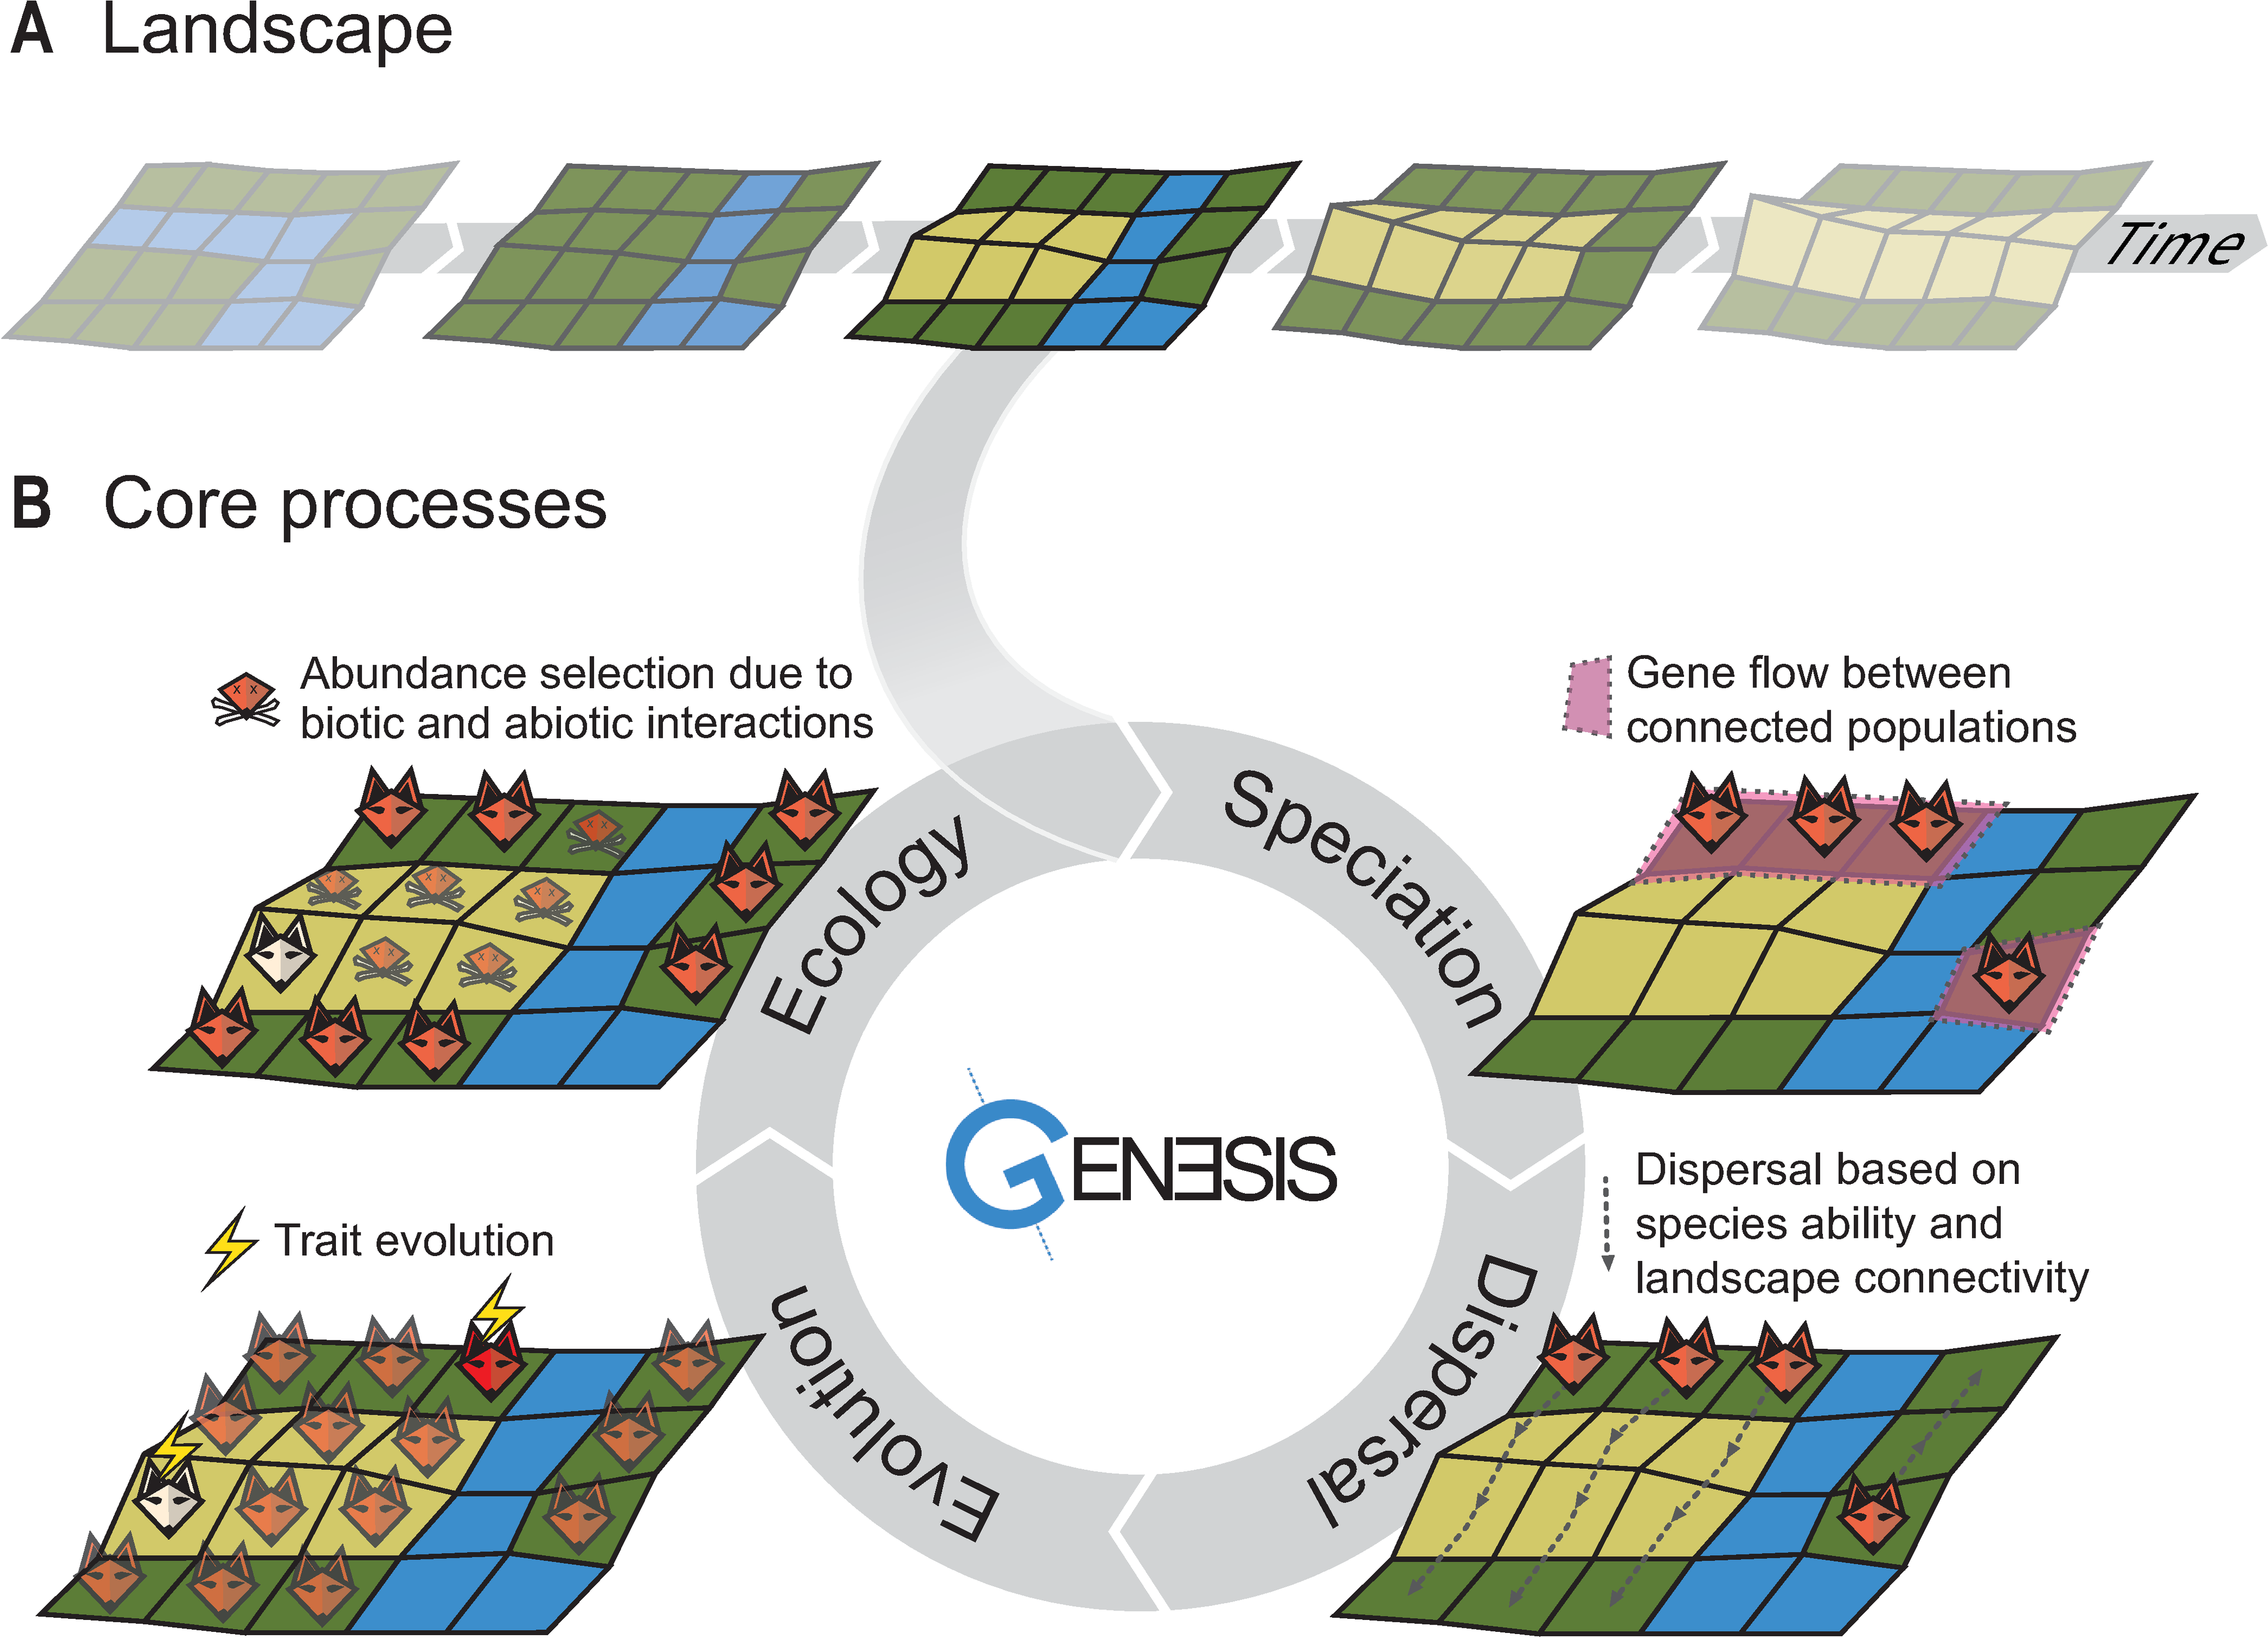 A Landscape
Time
B Core processes
Abundance selection due to
biotic and abiotic interactions
Gene flow between
connected populations
Ecology
Speciation
GENƎSIS
Dispersal based on
species ability and
landscape connectivity
Trait evolution
Evolution
Dispersal